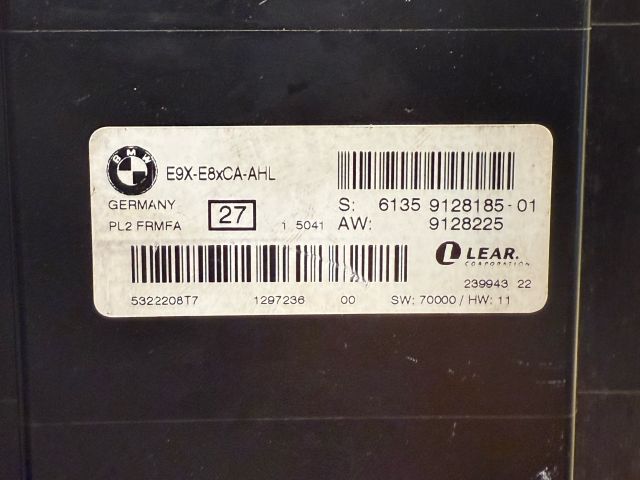 BMW
E9X-E8xCA-AHL
GERMANY
27
PL2 FRMFA
1 5041
S: 6135 9128185-01
AW: 9128225
LEAR.
CORPORATION
239943 22
5322208T7 1297236 00 SW: 70000 / HW: 11